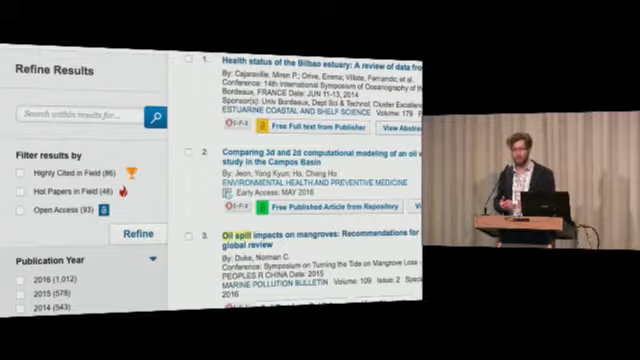 Refine Results
Search within results for...
Filter results by
Highly Cited in Field (86)
Hot Papers in Field (48)
Open Access (93)
Refine
Publication Year
2016 (1,012)
2015 (578)
2014 (543)
1.
Health status of the Bilbao estuary: A review of data fro
By: Cajaraville, Miren P.; Orive, Emma; Villate, Fernando; et al.
Conference: 14th International Symposium of Oceanography of th
Bordeaux, FRANCE Date: JUN 11-13, 2014
Sponsor(s): Univ Bordeaux, Dept Sci & Technol; Cluster Excellenc
ESTUARINE COASTAL AND SHELF SCIENCE Volume: 179 P
S·F·X
Free Full text from Publisher
View Abstra
2.
Comparing 3d and 2d computational modeling of an oil
study in the Campos Basin
By: Jeon, Yong Kyun; Ha, Chang Ho
ENVIRONMENTAL HEALTH AND PREVENTIVE MEDICINE
Early Access: MAY 2016
S·F·X
Free Published Article from Repository
Vi
3.
Oil spill impacts on mangroves: Recommendations for
global review
By: Duke, Norman C.
Conference: Symposium on Turning the Tide on Mangrove Loss
PEOPLES R CHINA Date: 2015
MARINE POLLUTION BULLETIN Volume: 109 Issue: 2 Spec
2016